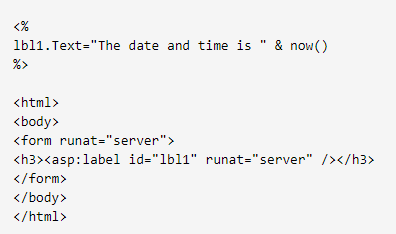 <%
lbl1.Text="The date and time is " & now()
%>
<html>
<body>
<form runat="server">
<h3><asp:label id="lbl1" runat="server" /></h3>
</form>
</body>
</html>